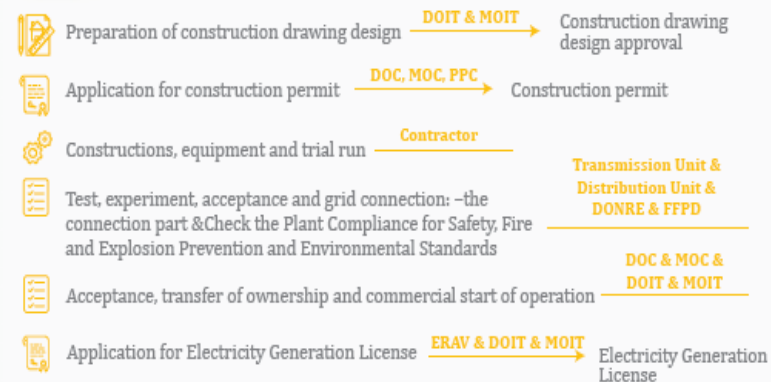 Preparation of construction drawing design
DOIT & MOIT
Construction drawing
design approval
Application for construction permit
DOC, MOC, PPC
Construction permit
Constructions, equipment and trial run
Contractor
Test, experiment, acceptance and grid connection: –the
connection part &Check the Plant Compliance for Safety, Fire
and Explosion Prevention and Environmental Standards
Transmission Unit &
Distribution Unit &
DONRE & FFPD
Acceptance, transfer of ownership and commercial start of operation
DOC & MOC &
DOIT & MOIT
Application for Electricity Generation License
ERAV & DOIT & MOIT
Electricity Generation
License